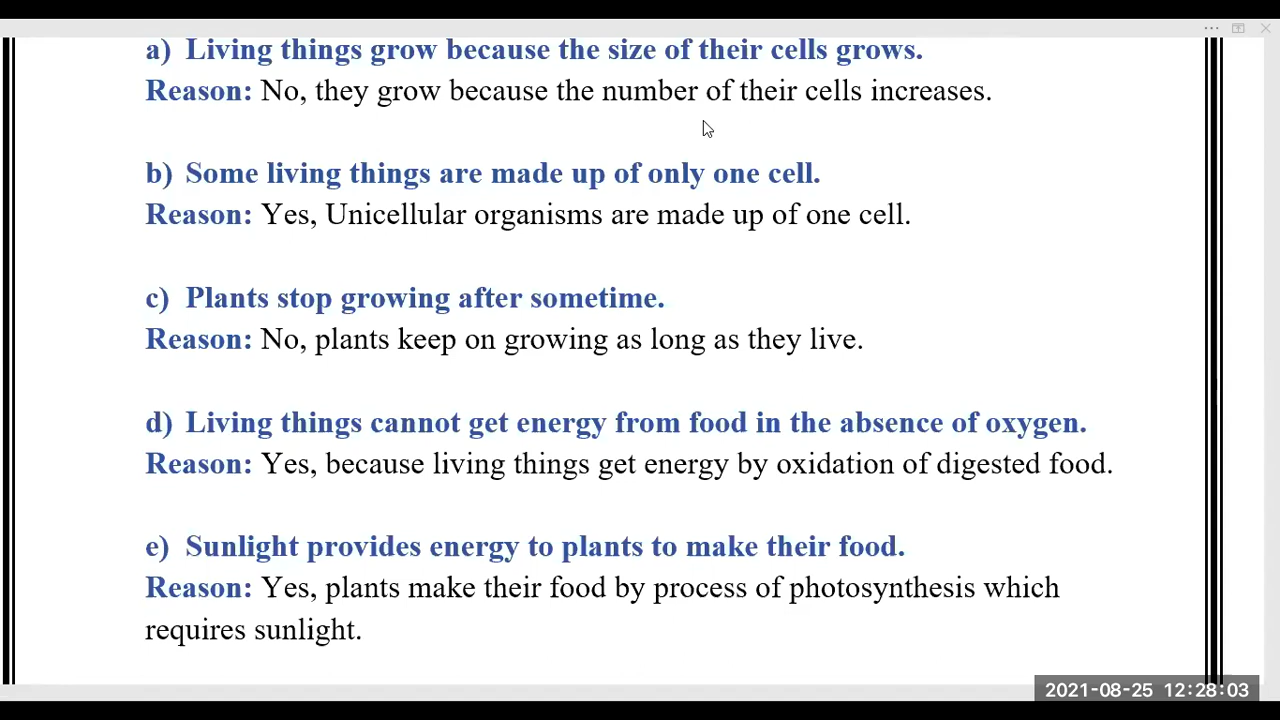 a) Living things grow because the size of their cells grows.
Reason: No, they grow because the number of their cells increases.
b) Some living things are made up of only one cell.
Reason: Yes, Unicellular organisms are made up of one cell.
c) Plants stop growing after sometime.
Reason: No, plants keep on growing as long as they live.
d) Living things cannot get energy from food in the absence of oxygen.
Reason: Yes, because living things get energy by oxidation of digested food.
e) Sunlight provides energy to plants to make their food.
Reason: Yes, plants make their food by process of photosynthesis which
requires sunlight.
2021-08-25 12:28:03